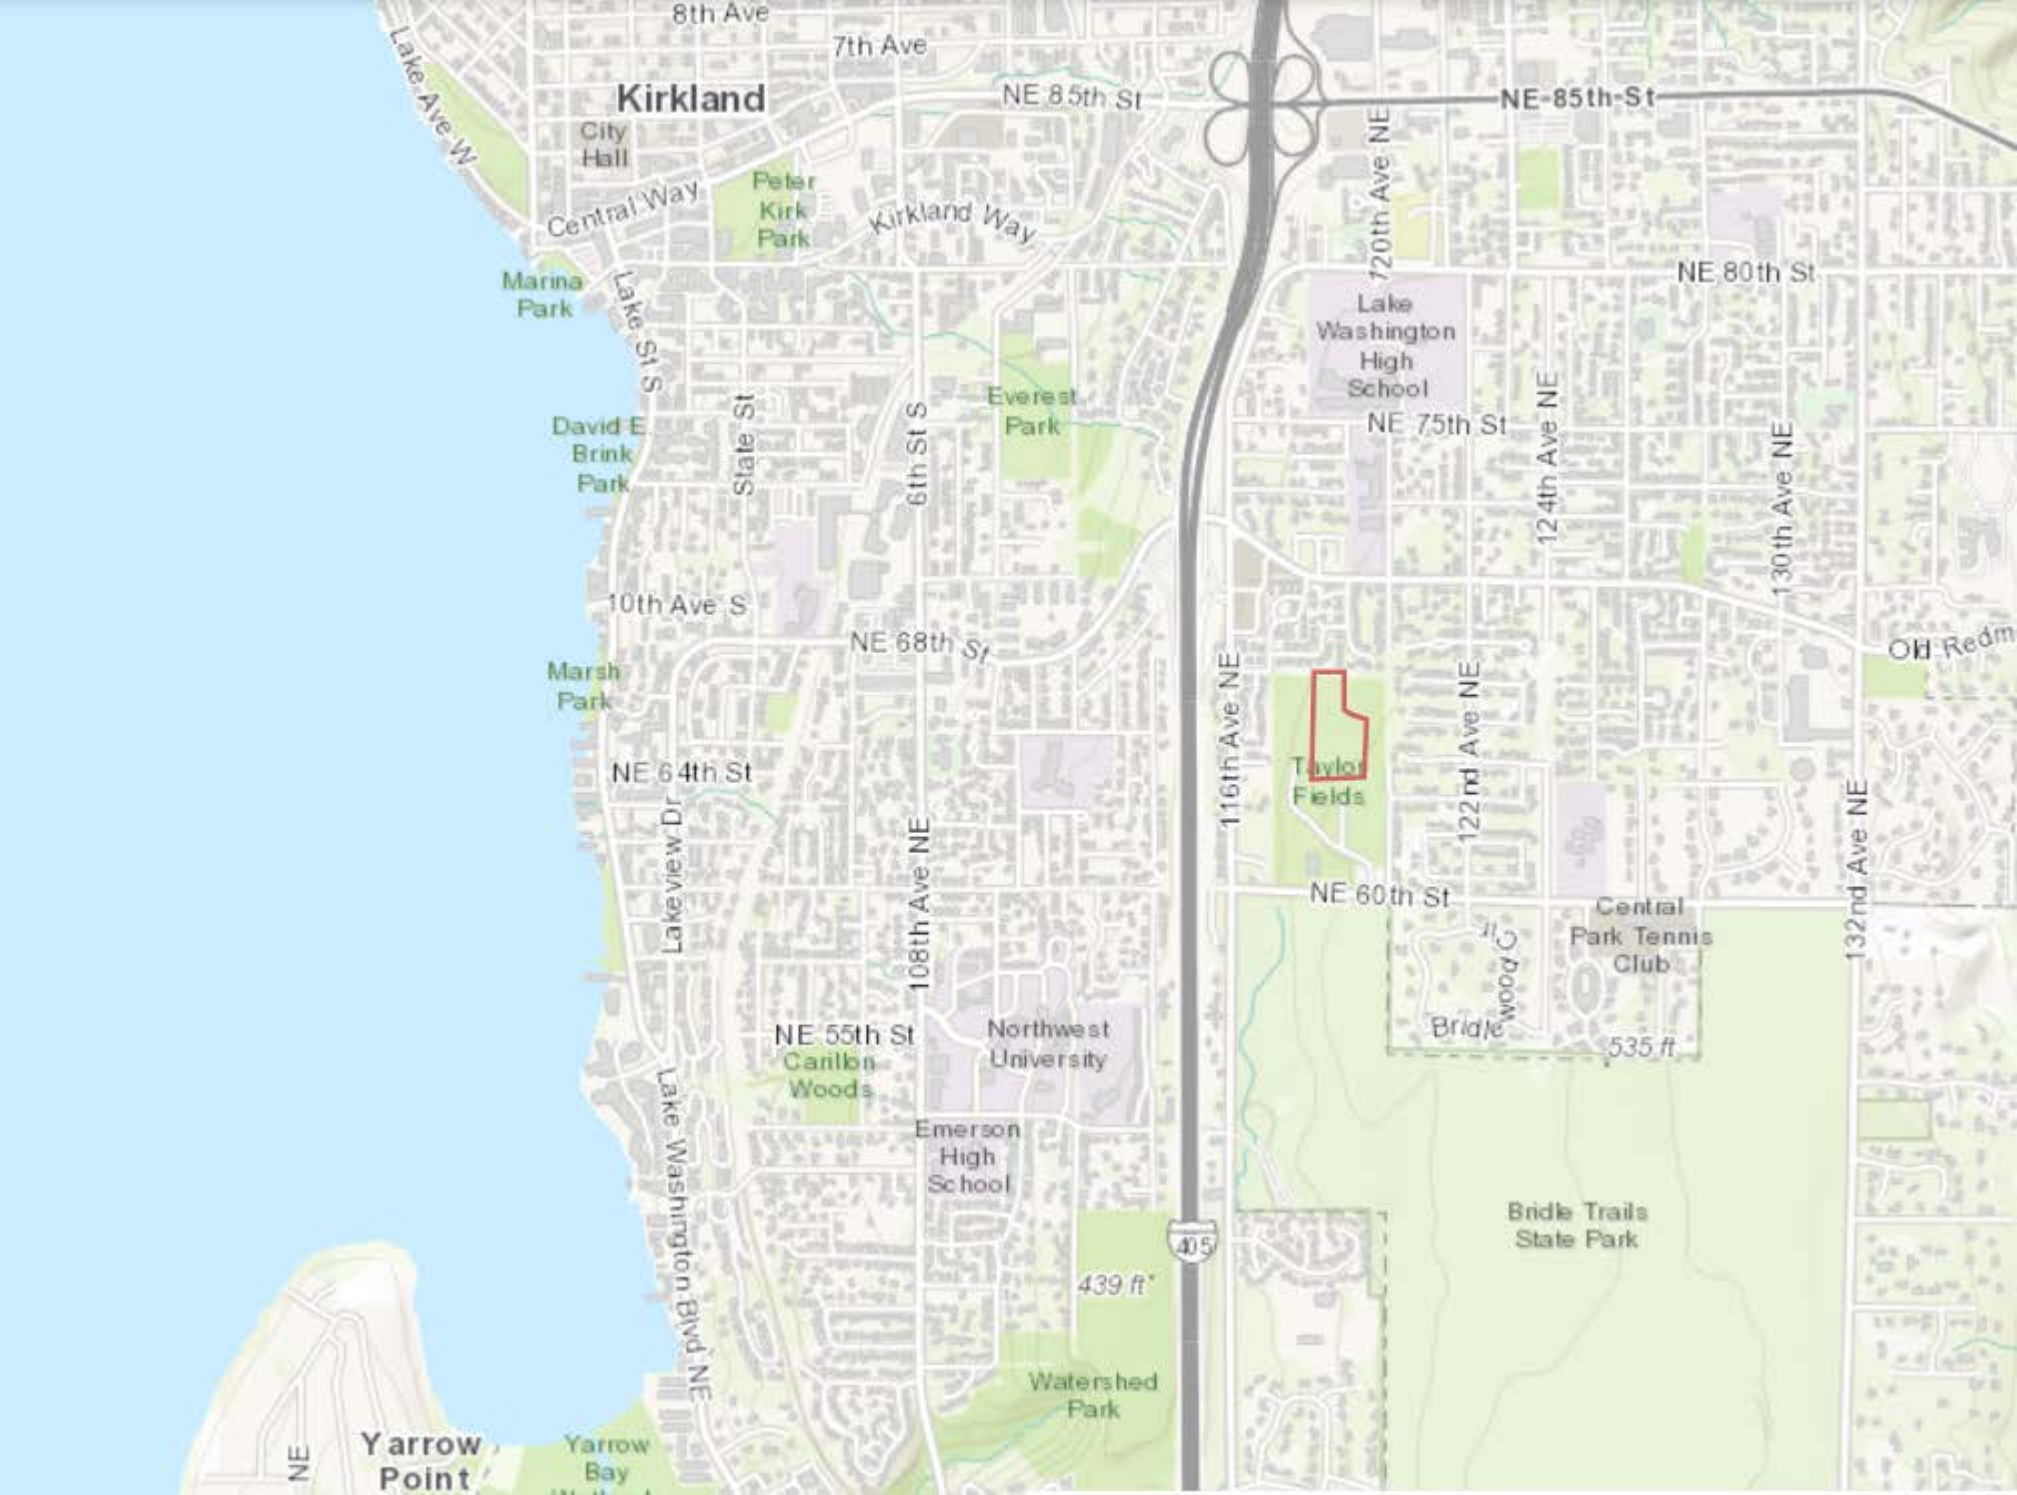 8th Ave
7th Ave
Lake Ave W
Kirkland
NE 85th St
NE-85th-St
City
Hall
120th Ave NE
Peter
Kirk
Park
Central Way
Kirkland Way
Marina
Park
Lake St S
NE 80th St
Lake
Washington
High
School
Everest
Park
NE 75th St
David E
Brink
Park
State St
6th St S
124th Ave NE
130th Ave NE
10th Ave S
NE 68th St
Old Redm
Marsh
Park
116th Ave NE
122nd Ave NE
NE 64th St
Taylor
Fields
Lakeview Dr
108th Ave NE
132nd Ave NE
NE 60th St
Central
Park Tennis
Club
Bridlewood Cir
535 ft
NE 55th St
Carillon
Woods
Northwest
University
Lake Washington Blvd NE
Emerson
High
School
Bridle Trails
State Park
405
439 ft
Watershed
Park
NE
Yarrow
Point
Yarrow
Bay